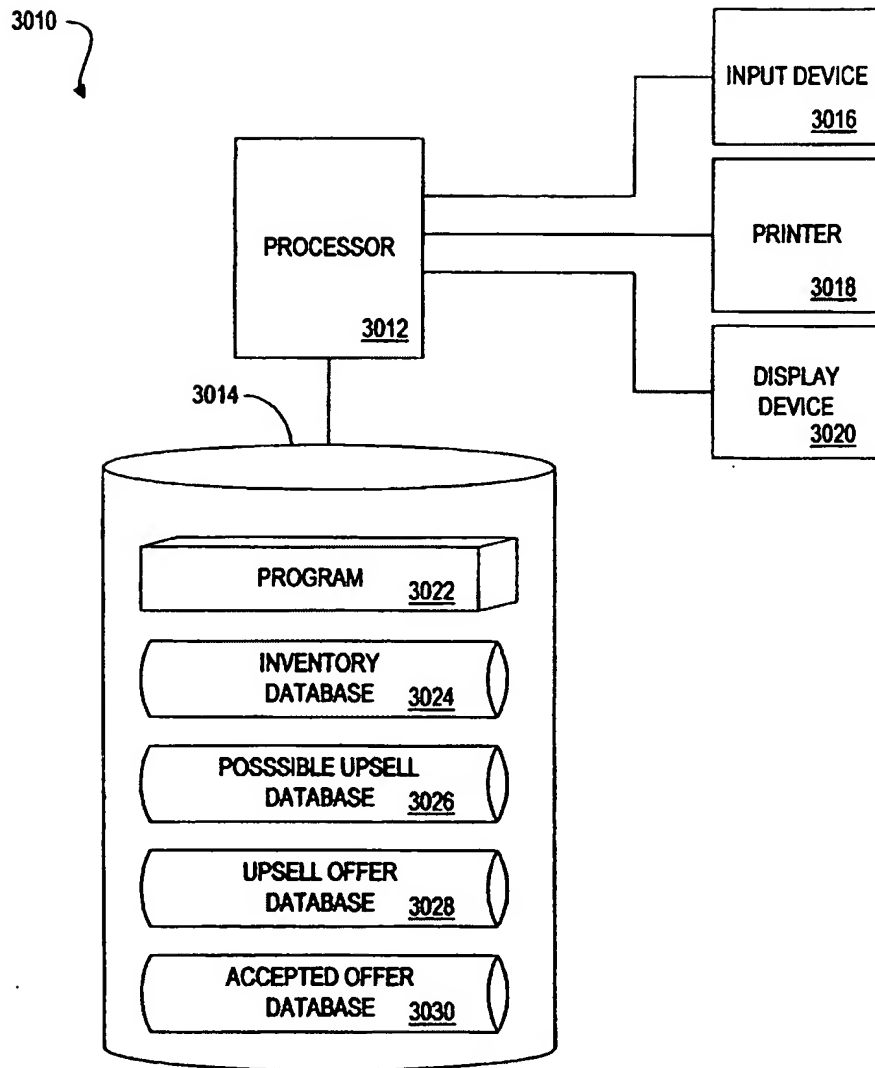 3010
INPUT DEVICE
3016
PROCESSOR
3012
PRINTER
3018
DISPLAY
DEVICE
3020
3014
PROGRAM
3022
INVENTORY
DATABASE
3024
POSSSIBLE UPSELL
DATABASE
3026
UPSELL OFFER
DATABASE
3028
ACCEPTED OFFER
DATABASE
3030